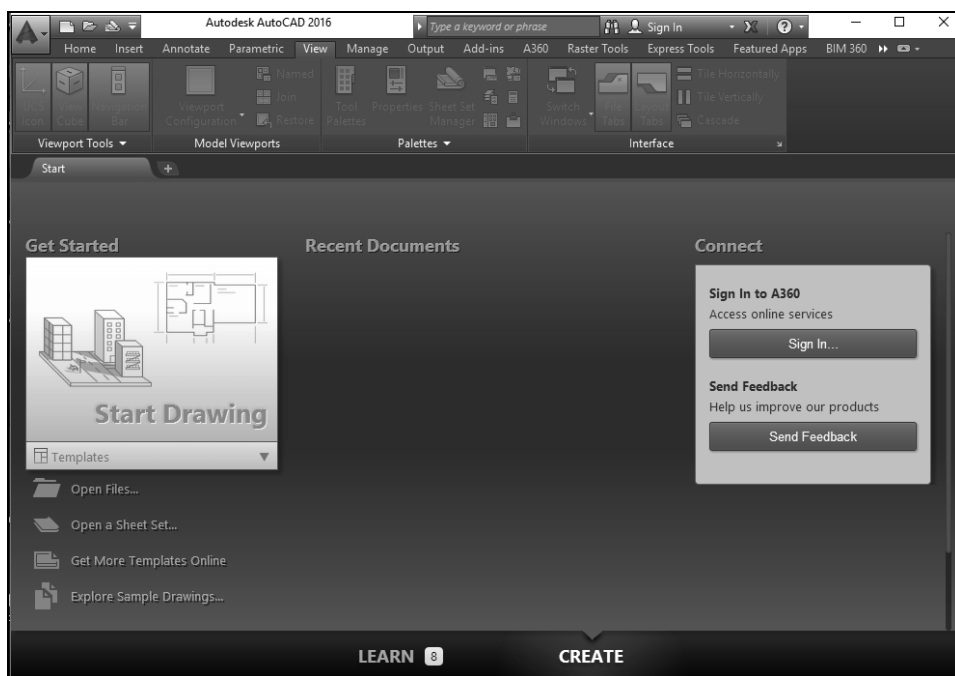 Autodesk AutoCAD 2016
Type a keyword or phrase
Sign In
Home Insert Annotate Parametric View Manage Output Add-ins A360 Raster Tools Express Tools Featured Apps BIM 360
UCS Icon
View Cube
Navigation Bar
Viewport Configuration
Named
Join
Restore
Tool Palettes
Properties
Sheet Set Manager
Switch Windows
File Tabs
Layout Tabs
Tile Horizontally
Tile Vertically
Cascade
Viewport Tools
Model Viewports
Palettes
Interface
Start
Get Started
Start Drawing
Templates
Open Files...
Open a Sheet Set...
Get More Templates Online
Explore Sample Drawings...
Recent Documents
Connect
Sign In to A360
Access online services
Sign In...
Send Feedback
Help us improve our products
Send Feedback
LEARN 8
CREATE